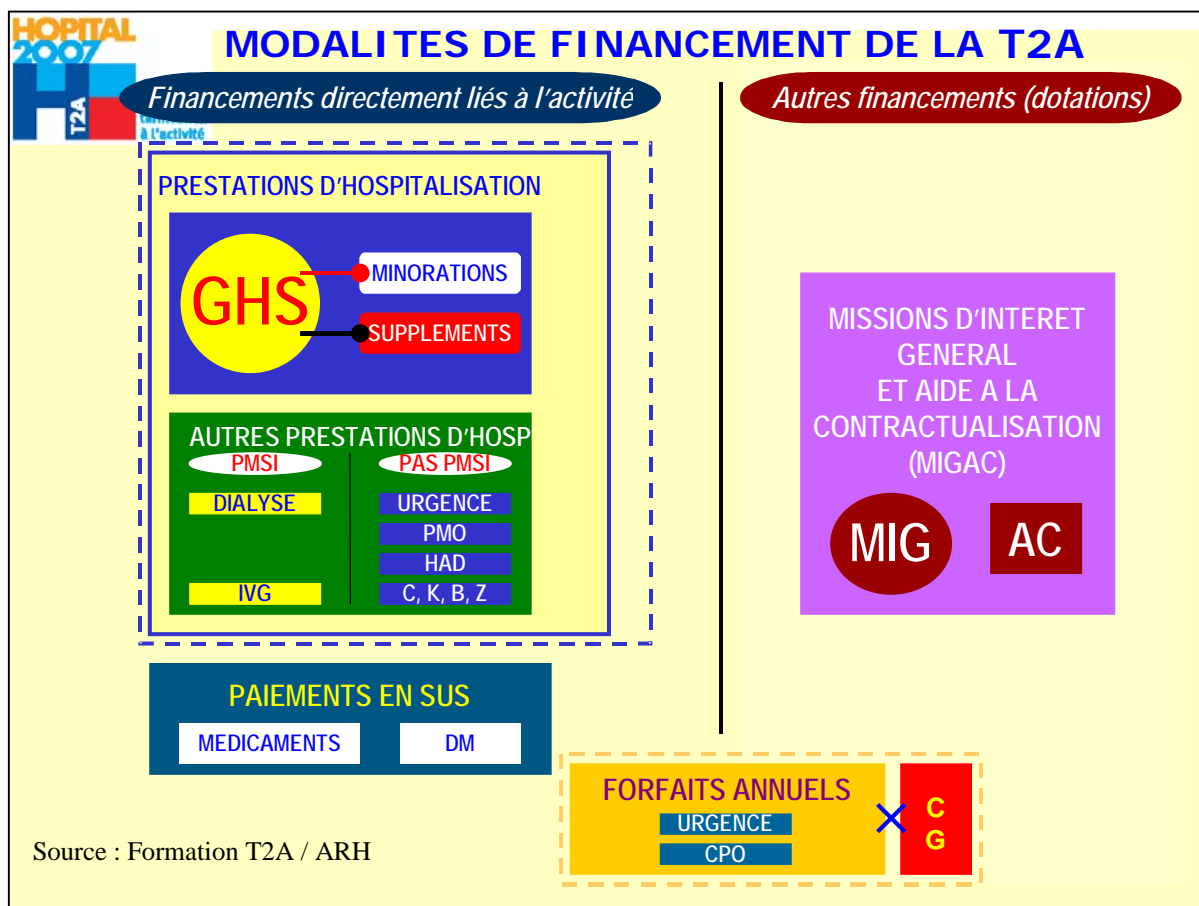 HOPITAL
2007
H
T2A
à l'activité
MODALITES DE FINANCEMENT DE LA T2A
Financements directement liés à l'activité
Autres financements (dotations)
PRESTATIONS D'HOSPITALISATION
GHS
MINORATIONS
SUPPLEMENTS
AUTRES PRESTATIONS D'HOSP
PMSI
PAS PMSI
DIALYSE
URGENCE
PMO
HAD
IVG
C, K, B, Z
MISSIONS D'INTERET
GENERAL
ET AIDE A LA
CONTRACTUALISATION
(MIGAC)
MIG
AC
PAIEMENTS EN SUS
MEDICAMENTS
DM
FORFAITS ANNUELS
URGENCE
CPO
C
G
Source : Formation T2A / ARH